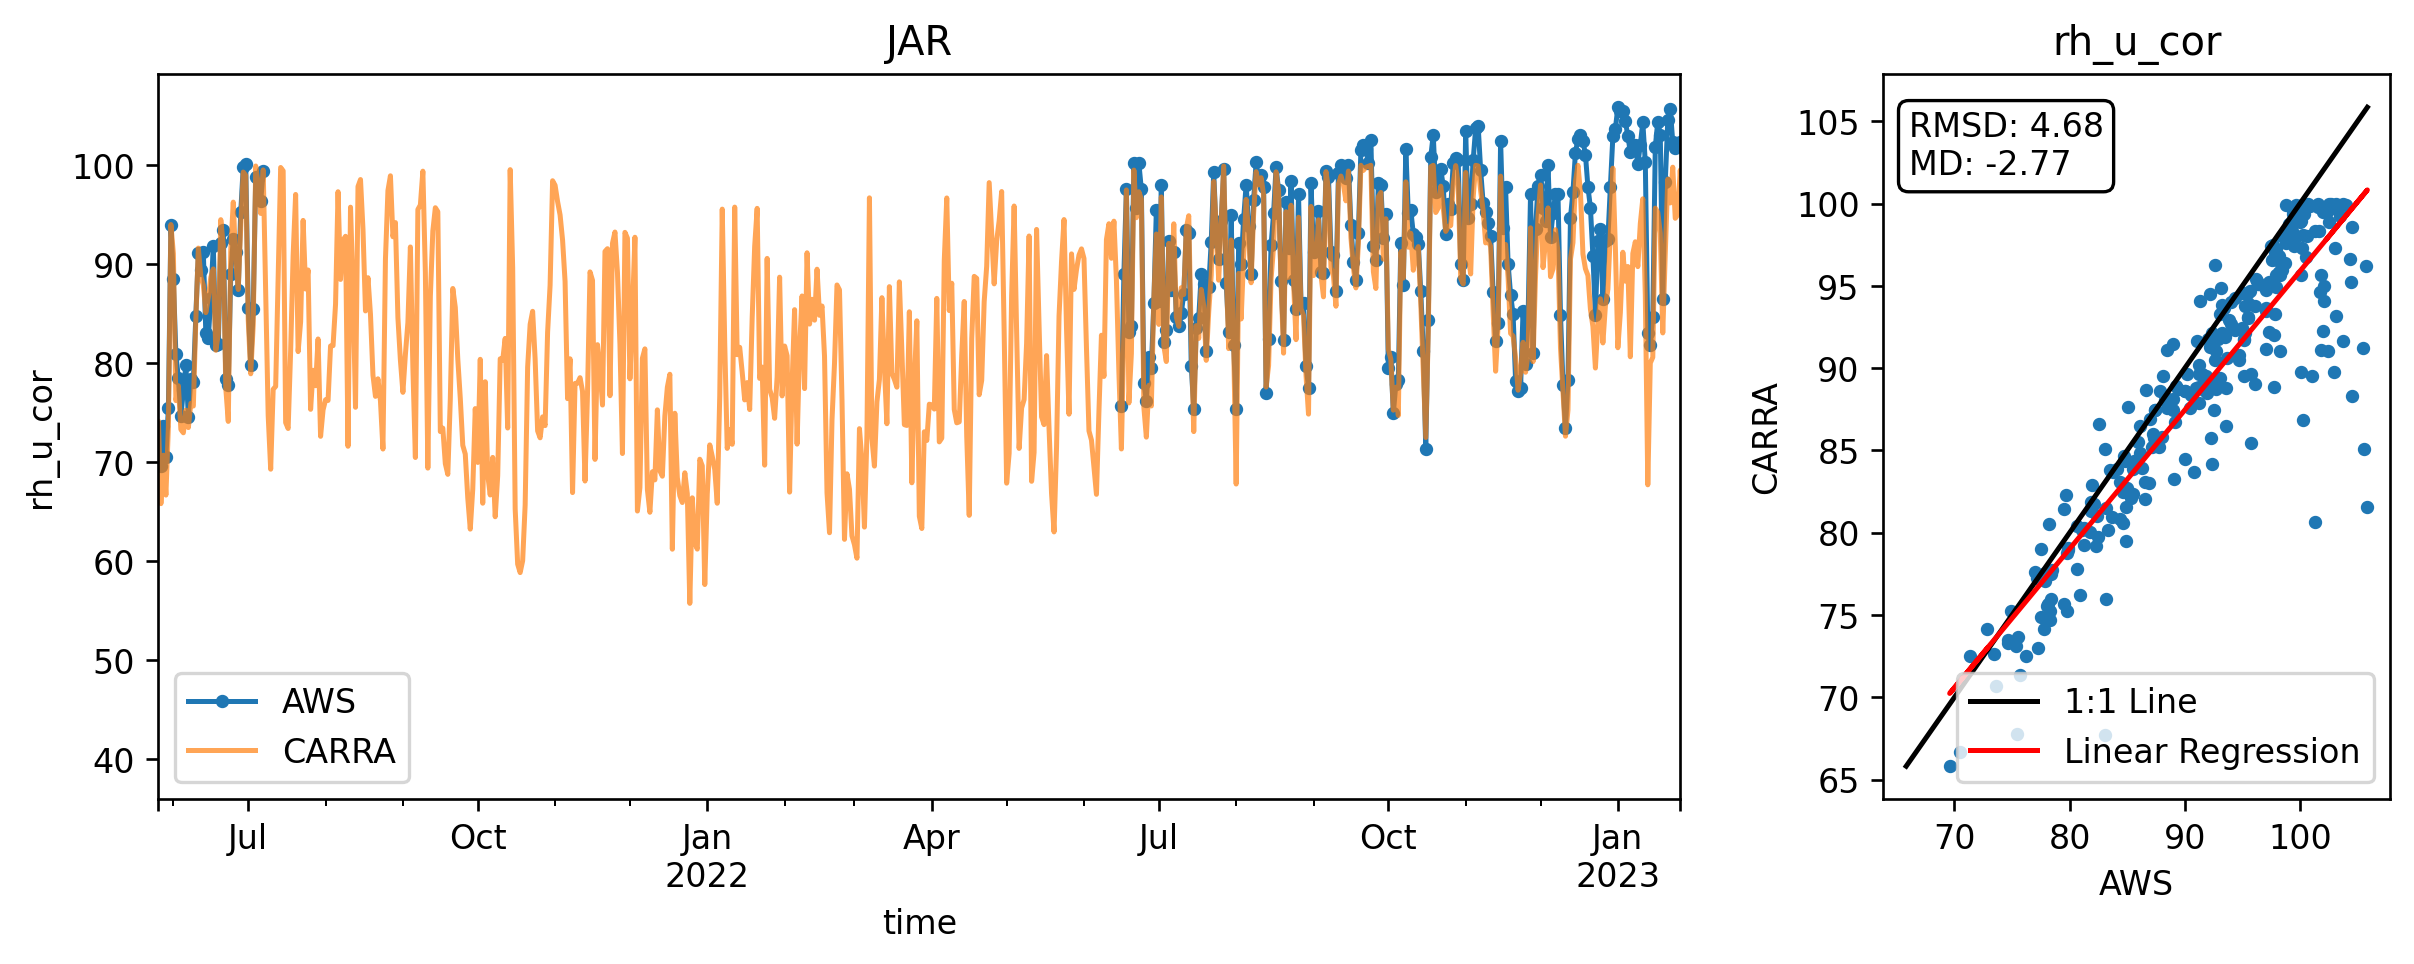 JAR
rh_u_cor
100
90
80
70
60
50
40
AWS
CARRA
Jul
Oct
Jan
2022
Apr
Jul
Oct
Jan
2023
time
rh_u_cor
RMSD: 4.68
MD: -2.77
CARRA
105
100
95
90
85
80
75
70
65
1:1 Line
Linear Regression
70
80
90
100
AWS